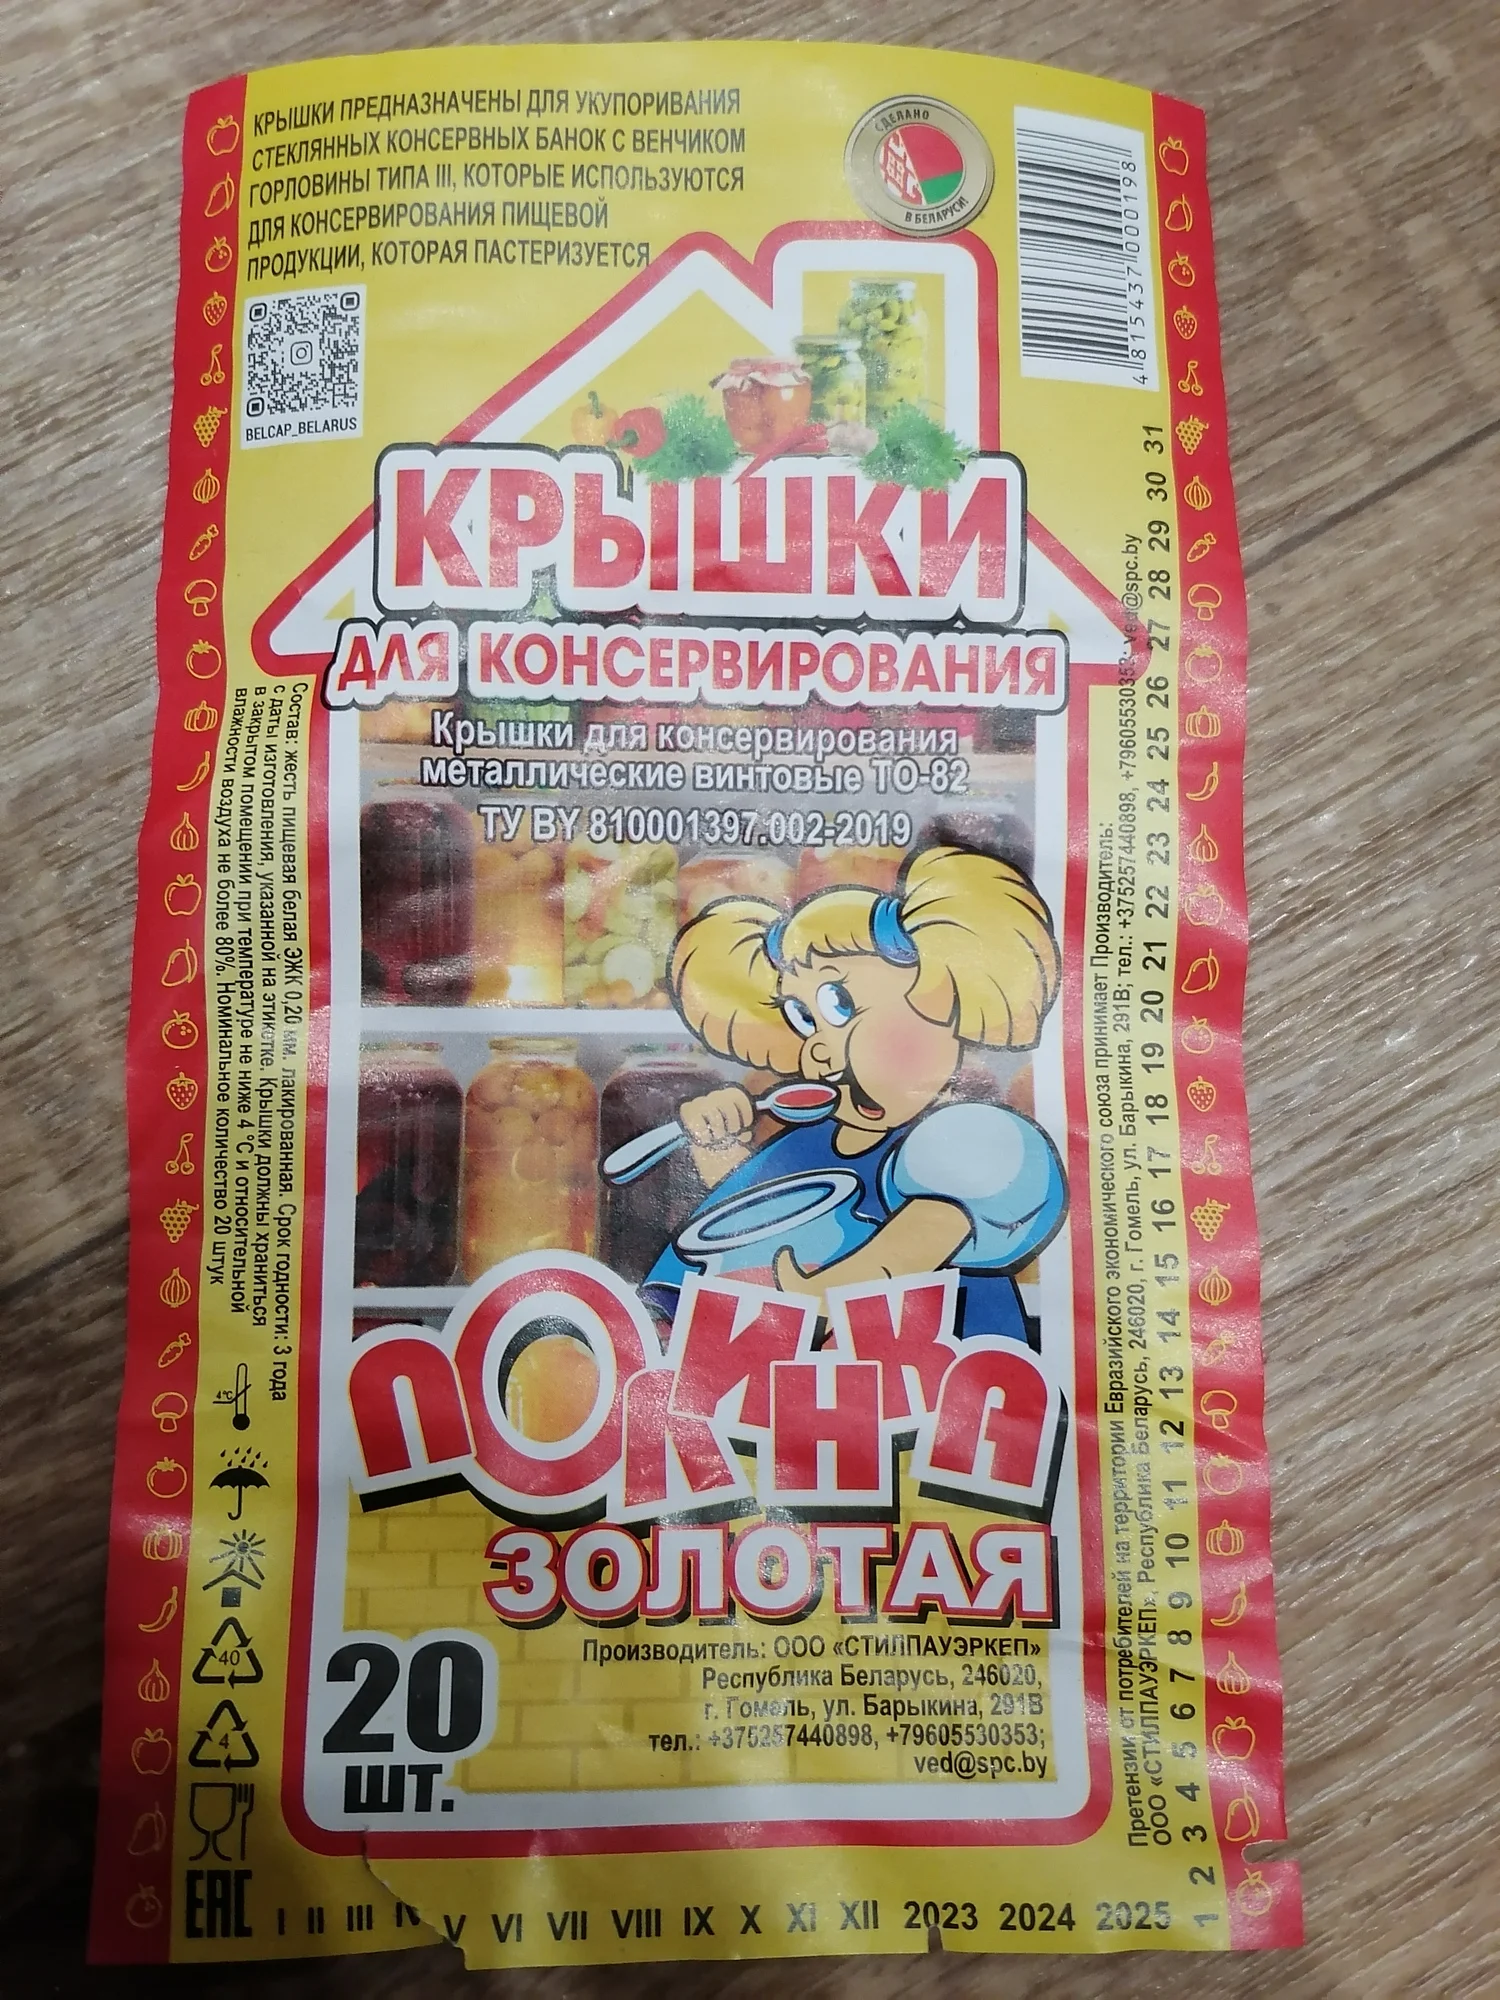 КРЫШКИ ПРЕДНАЗНАЧЕНЫ ДЛЯ УКУПОРИВАНИЯ
СТЕКЛЯННЫХ КОНСЕРВНЫХ БАНОК С ВЕНЧИКОМ
ГОРЛОВИНЫ ТИПА III, КОТОРЫЕ ИСПОЛЬЗУЮТСЯ
ДЛЯ КОНСЕРВИРОВАНИЯ ПИЩЕВОЙ
ПРОДУКЦИИ, КОТОРАЯ ПАСТЕРИЗУЕТСЯ
СДЕЛАНО
В БЕЛАРУСИ!
4 815437 000198
BELCAP_BELARUS
КРЫШКИ
ДЛЯ КОНСЕРВИРОВАНИЯ
Крышки для консервирования
металлические винтовые ТО-82
ТУ BY 810001397.002-2019
ПОЛИНКА
ЗОЛОТАЯ
20
ШТ.
Производитель: ООО «СТИЛПАУЭРКЕП»
Республика Беларусь, 246020,
г. Гомель, ул. Барыкина, 291В
тел.: +375257440898, +79605530353;
ved@spc.by
Состав: жесть пищевая белая ЭЖК 0,20 мм. лакированная. Срок годности: 3 года
с даты изготовления, указанной на этикетке. Крышки должны храниться
в закрытом помещении при температуре не ниже 4 °С и относительной
влажности воздуха не более 80%. Номинальное количество 20 штук
4°C
40
4
EAC
Претензии от потребителей на территории Евразийского экономического союза принимает Производитель:
ООО «СТИЛПАУЭРКЕП», Республика Беларусь, 246020, г. Гомель, ул. Барыкина, 291В; тел.: +375257440898, +79605530353; ved@spc.by
1 2 3 4 5 6 7 8 9 10 11 12 13 14 15 16 17 18 19 20 21 22 23 24 25 26 27 28 29 30 31
I II III IV V VI VII VIII IX X XI XII 2023 2024 2025